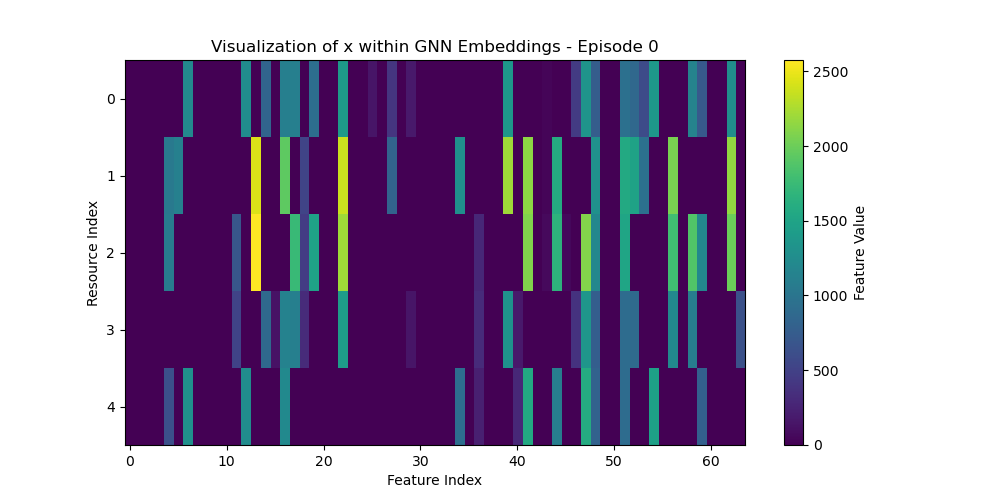 Visualization of x within GNN Embeddings - Episode 0
Resource Index
0
1
2
3
4
0 10 20 30 40 50 60
Feature Index
2500
2000
1500
1000
500
0
Feature Value